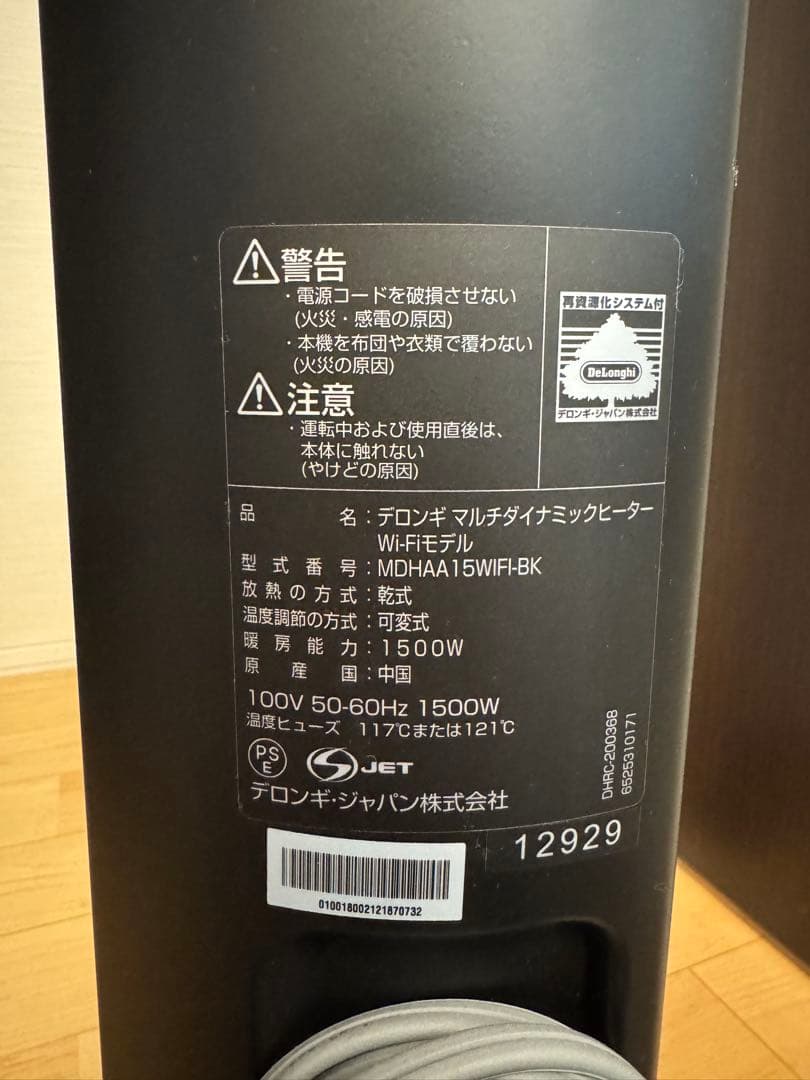 ⚠警告
・電源コードを破損させない
(火災・感電の原因)
・本機を布団や衣類で覆わない
(火災の原因)
⚠注意
・運転中および使用直後は、
本体に触れない
(やけどの原因)
再資源化システム付
DeLonghi
デロンギ・ジャパン株式会社
品名：デロンギ マルチダイナミックヒーター
Wi-Fiモデル
型式番号：MDHAA15WIFI-BK
放熱の方式：乾式
温度調節の方式：可変式
暖房能力：1500W
原産国：中国
100V 50-60Hz 1500W
温度ヒューズ 117℃または121℃
PSE
S JET
デロンギ・ジャパン株式会社
DHRC-200368
6525310171
12929
010018002121870732